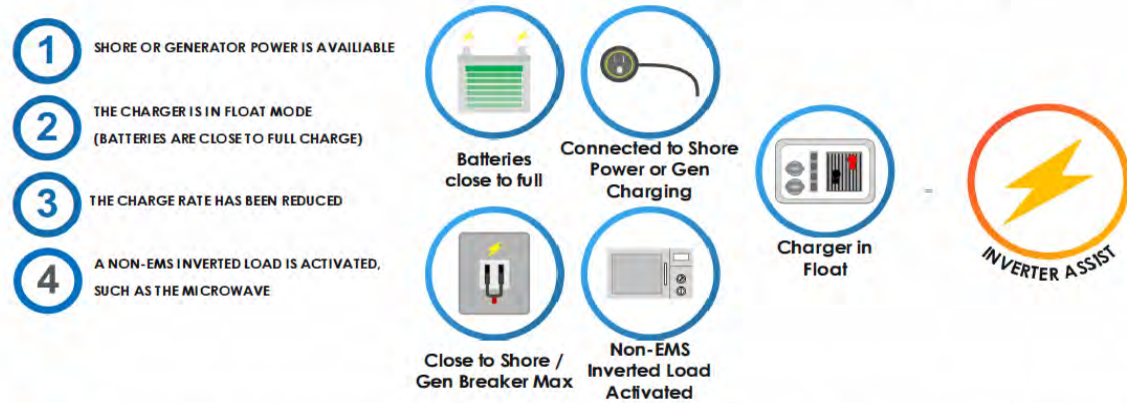 1
SHORE OR GENERATOR POWER IS AVAILIABLE
2
THE CHARGER IS IN FLOAT MODE
(BATTERIES ARE CLOSE TO FULL CHARGE)
3
THE CHARGE RATE HAS BEEN REDUCED
4
A NON-EMS INVERTED LOAD IS ACTIVATED,
SUCH AS THE MICROWAVE
Batteries
close to full
Connected to Shore
Power or Gen
Charging
Close to Shore /
Gen Breaker Max
Non-EMS
Inverted Load
Activated
Charger in
Float
=
INVERTER ASSIST